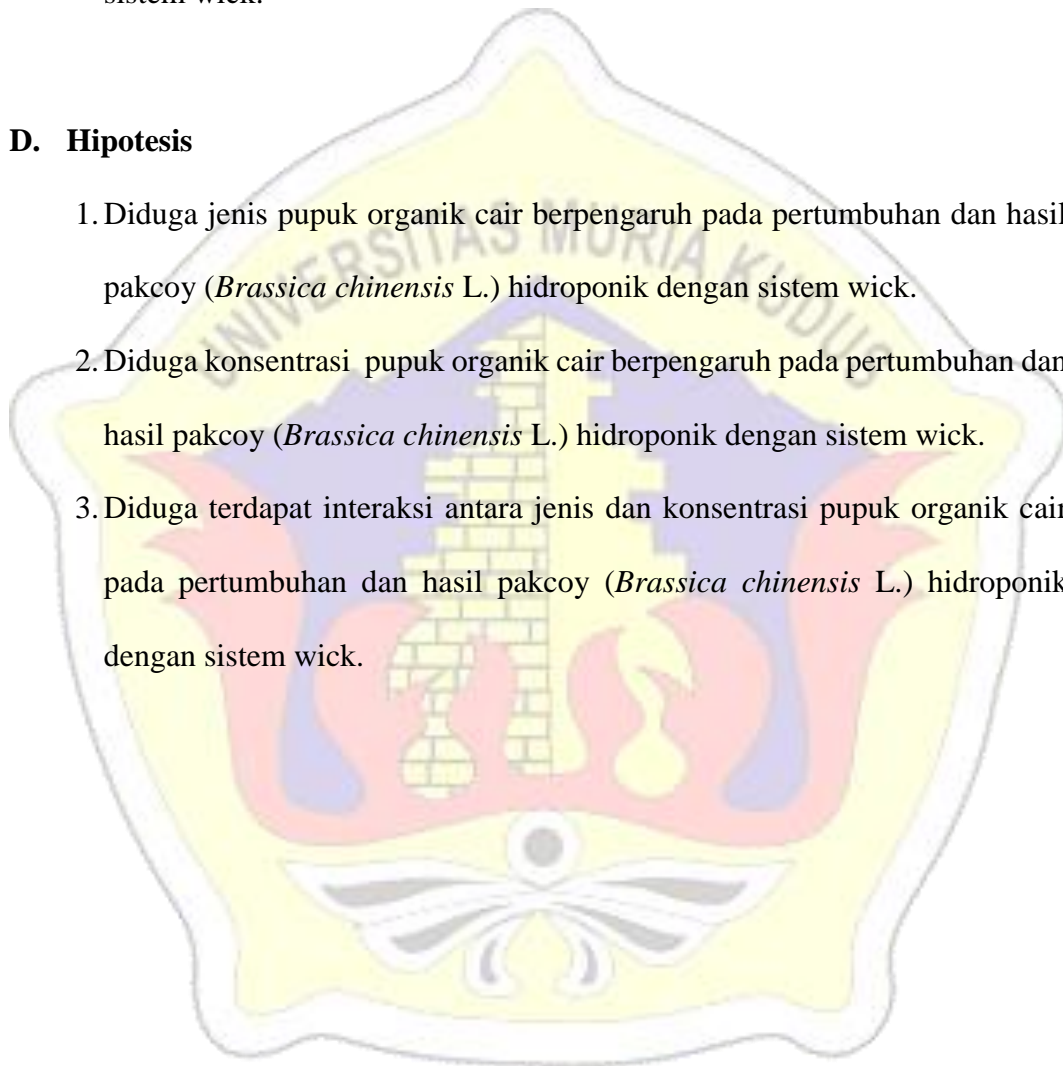 sistem wick.
D. Hipotesis
1. Diduga jenis pupuk organik cair berpengaruh pada pertumbuhan dan hasil
pakcoy (Brassica chinensis L.) hidroponik dengan sistem wick.
2. Diduga konsentrasi pupuk organik cair berpengaruh pada pertumbuhan dan
hasil pakcoy (Brassica chinensis L.) hidroponik dengan sistem wick.
3. Diduga terdapat interaksi antara jenis dan konsentrasi pupuk organik cair
pada pertumbuhan dan hasil pakcoy (Brassica chinensis L.) hidroponik
dengan sistem wick.
UNIVERSITAS MURIA KUDUS